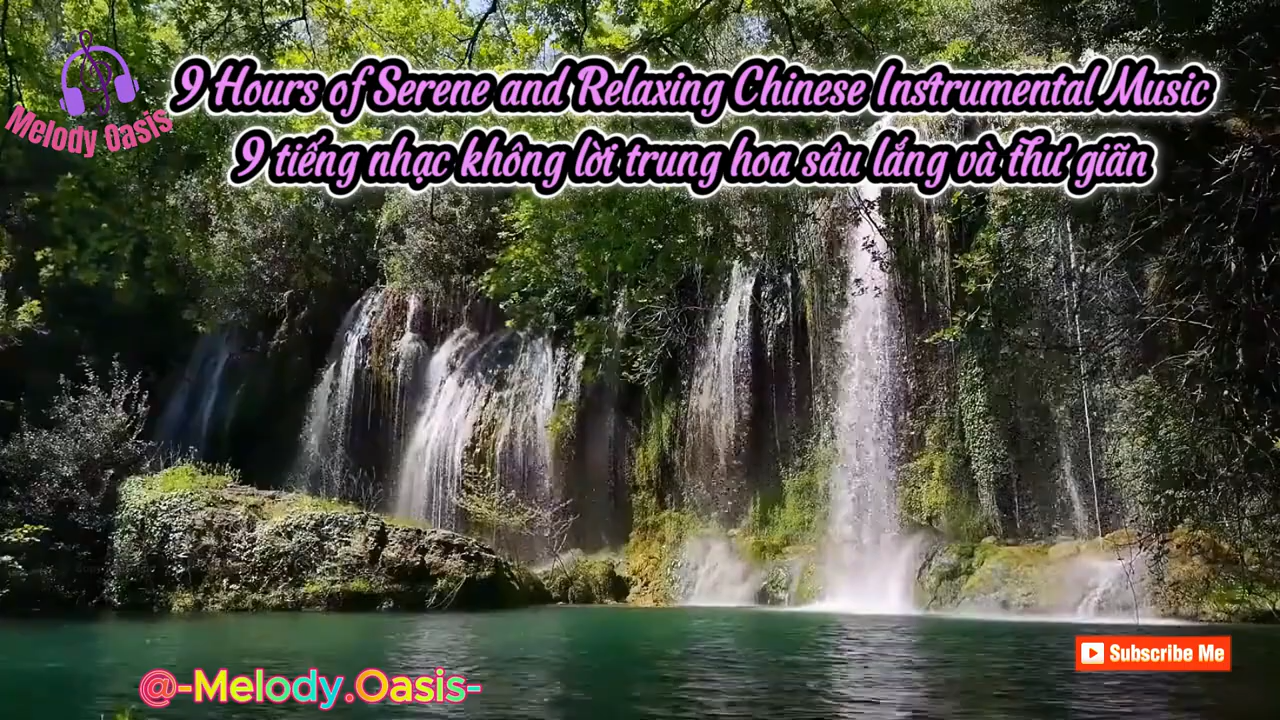 Melody Oasis
9 Hours of Serene and Relaxing Chinese Instrumental Music
9 tiếng nhạc không lời trung hoa sâu lắng và thư giãn
@-Melody.Oasis-
Subscribe Me